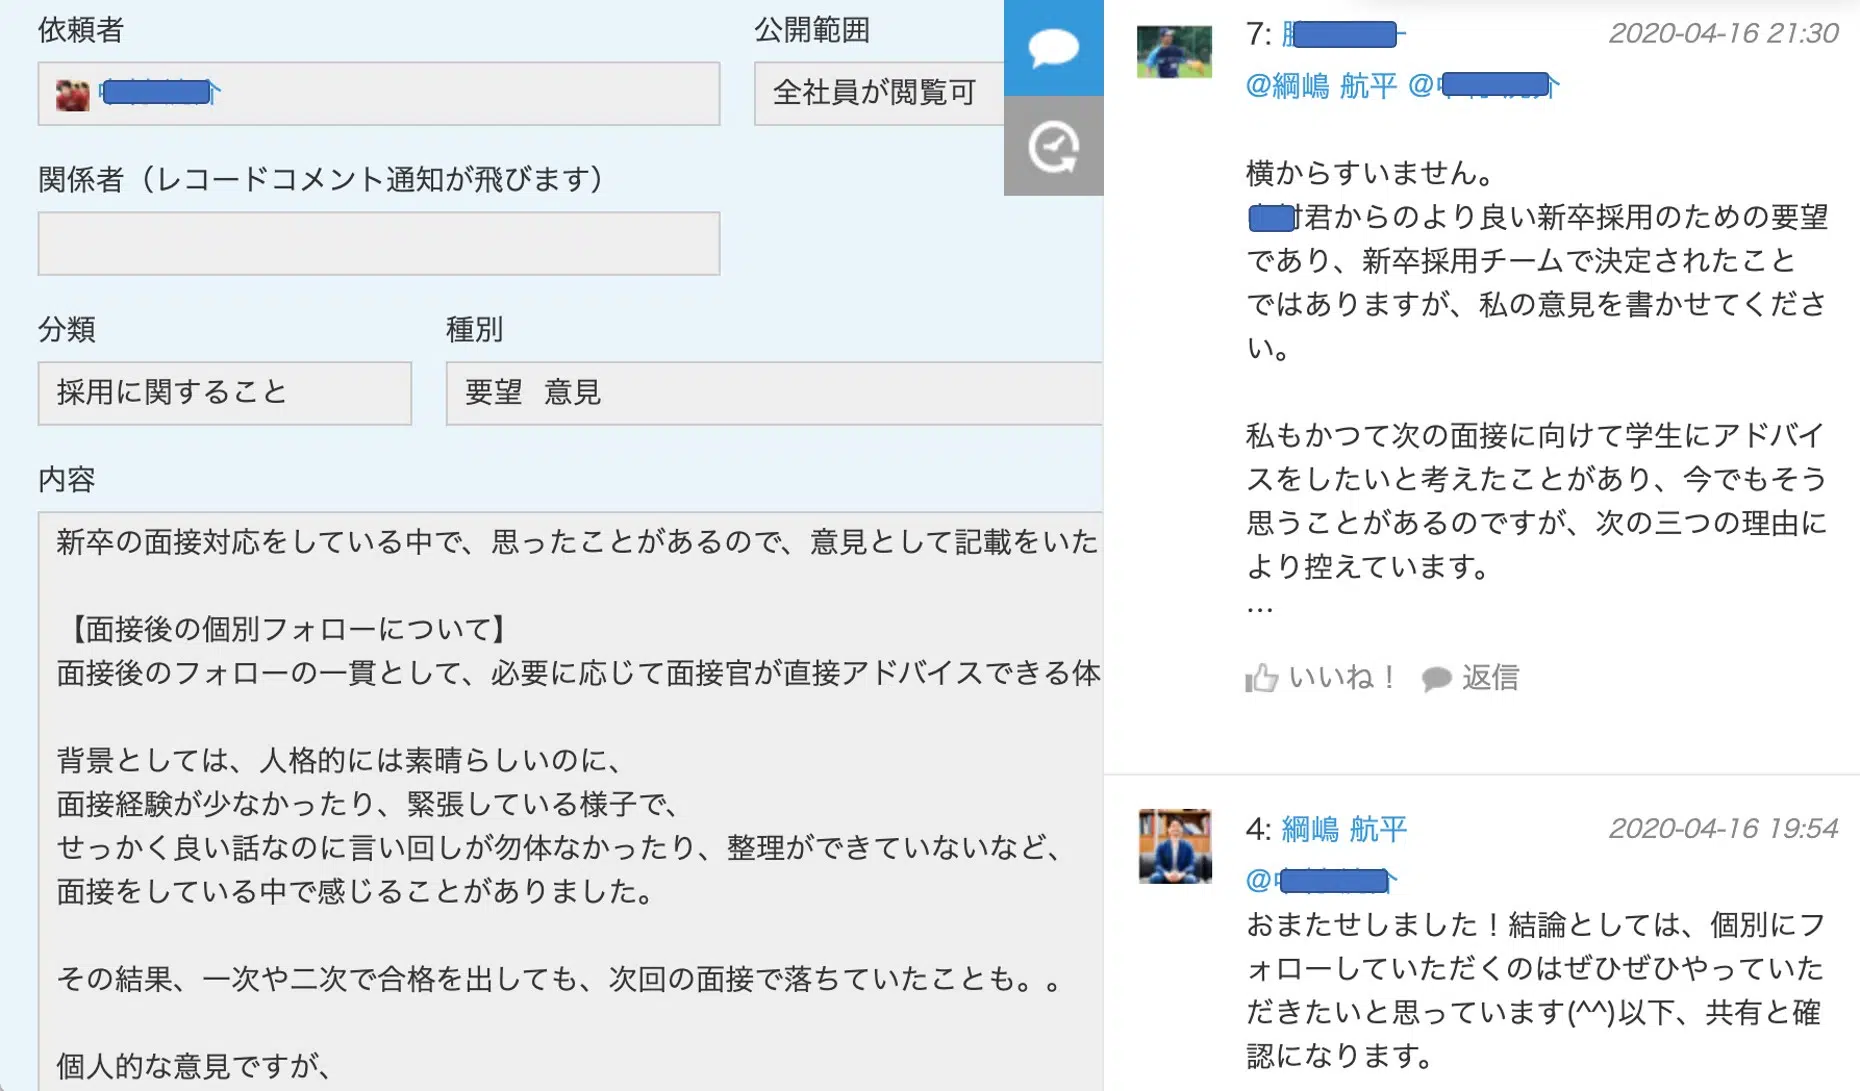 依頼者
公開範囲
全社員が閲覧可
関係者（レコードコメント通知が飛びます）
分類
種別
採用に関すること
要望 意見
内容
新卒の面接対応をしている中で、思ったことがあるので、意見として記載をいた
【面接後の個別フォローについて】
面接後のフォローの一貫として、必要に応じて面接官が直接アドバイスできる体
背景としては、人格的には素晴らしいのに、
面接経験が少なかったり、緊張している様子で、
せっかく良い話なのに言い回しが勿体なかったり、整理ができていないなど、
面接をしている中で感じることがありました。
その結果、一次や二次で合格を出しても、次回の面接で落ちていたことも。。
個人的な意見ですが、
7:
2020-04-16 21:30
@綱嶋 航平 @
横からすいません。
君からのより良い新卒採用のための要望
であり、新卒採用チームで決定されたこと
ではありますが、私の意見を書かせてくださ
い。
私もかつて次の面接に向けて学生にアドバイ
スをしたいと考えたことがあり、今でもそう
思うことがあるのですが、次の三つの理由に
より控えています。
…
いいね！ 返信
4: 綱嶋 航平
2020-04-16 19:54
@
おまたせしました！結論としては、個別にフ
ォローしていただくのはぜひぜひやっていた
だきたいと思っています(^^)以下、共有と確
認になります。